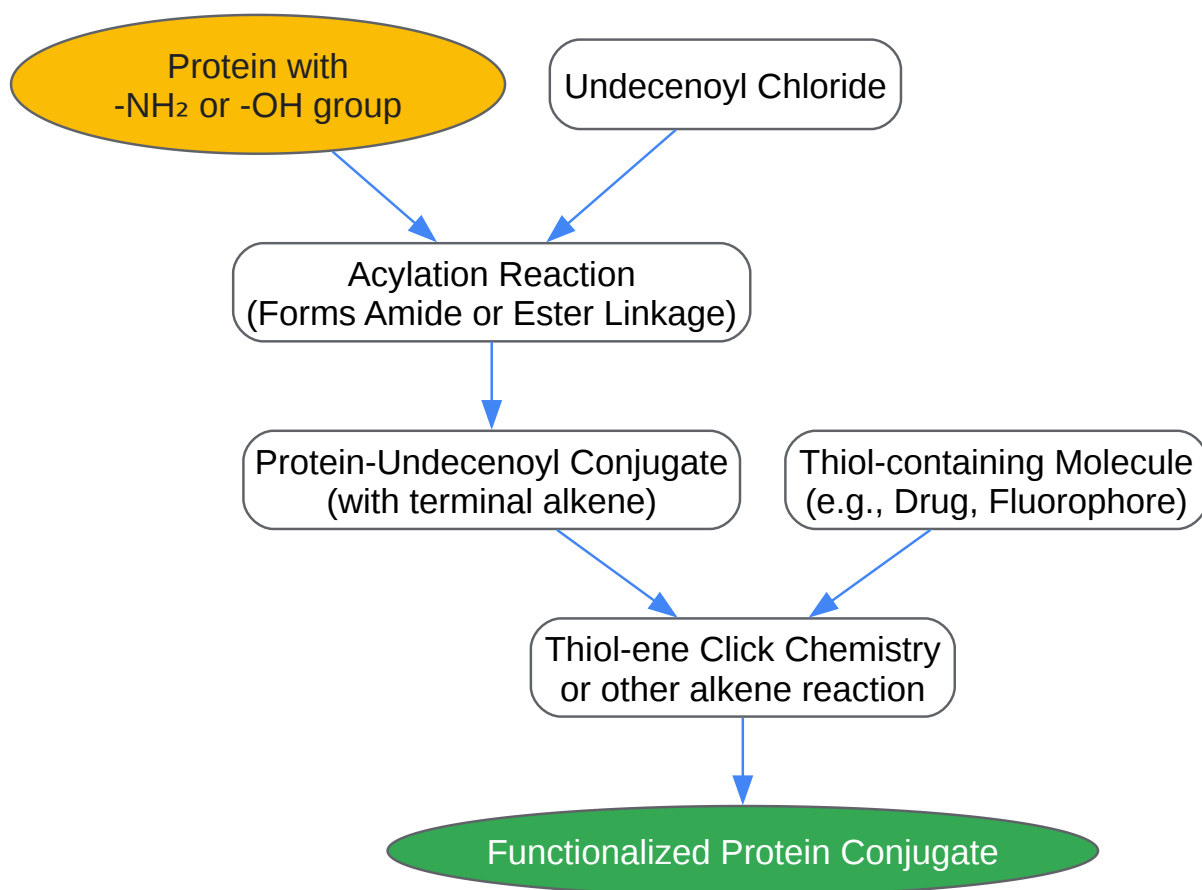 Protein with
-NH₂ or -OH group
Undecenoyl Chloride
Acylation Reaction
(Forms Amide or Ester Linkage)
Protein-Undecenoyl Conjugate
(with terminal alkene)
Thiol-containing Molecule
(e.g., Drug, Fluorophore)
Thiol-ene Click Chemistry
or other alkene reaction
Functionalized Protein Conjugate